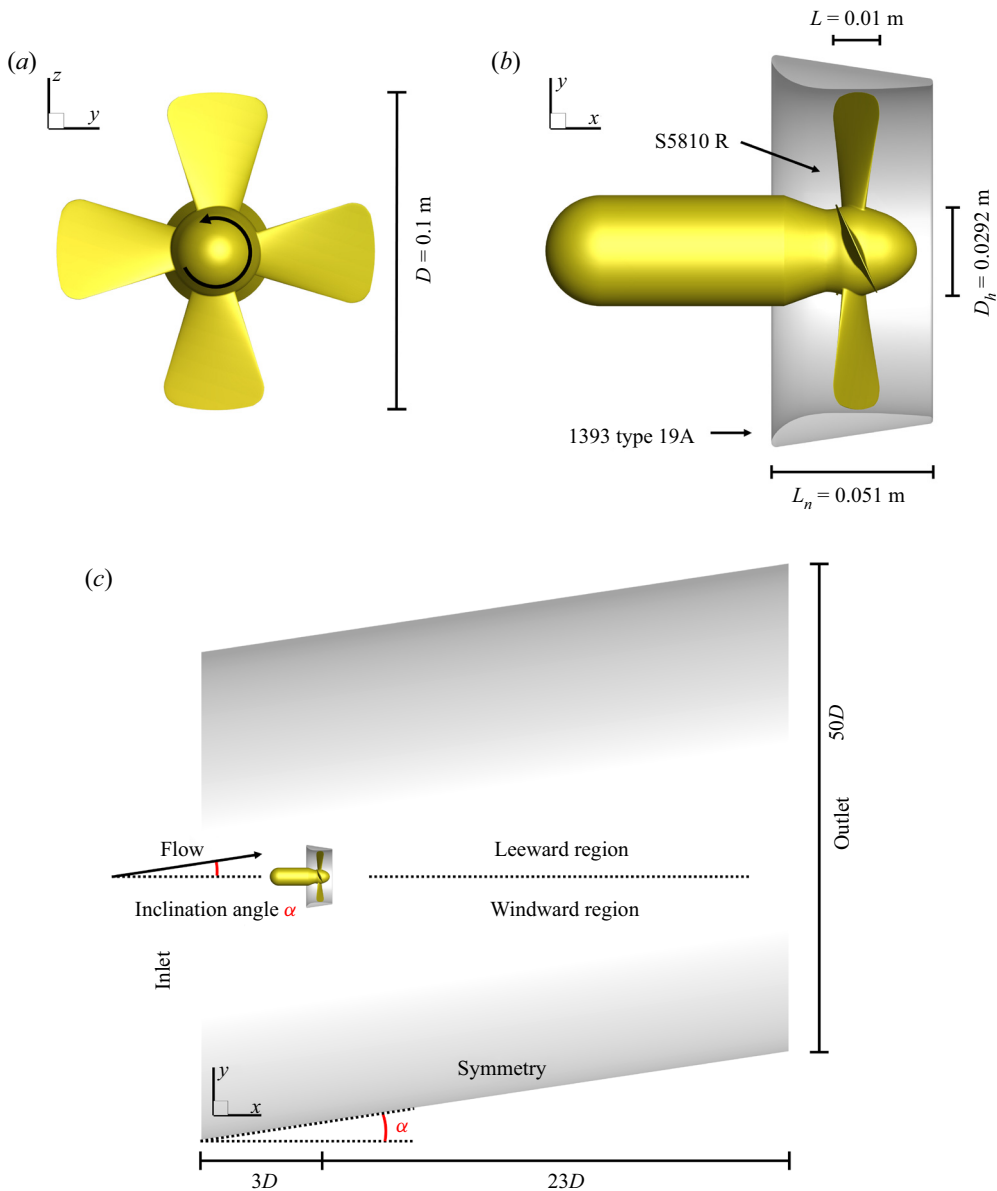 (a)
z
y
D = 0.1 m
(b)
y
x
L = 0.01 m
S5810 R
D_h = 0.0292 m
1393 type 19A
L_n = 0.051 m
(c)
Flow
Inclination angle α
Leeward region
Windward region
Inlet
Outlet
50D
Symmetry
y
x
α
3D
23D